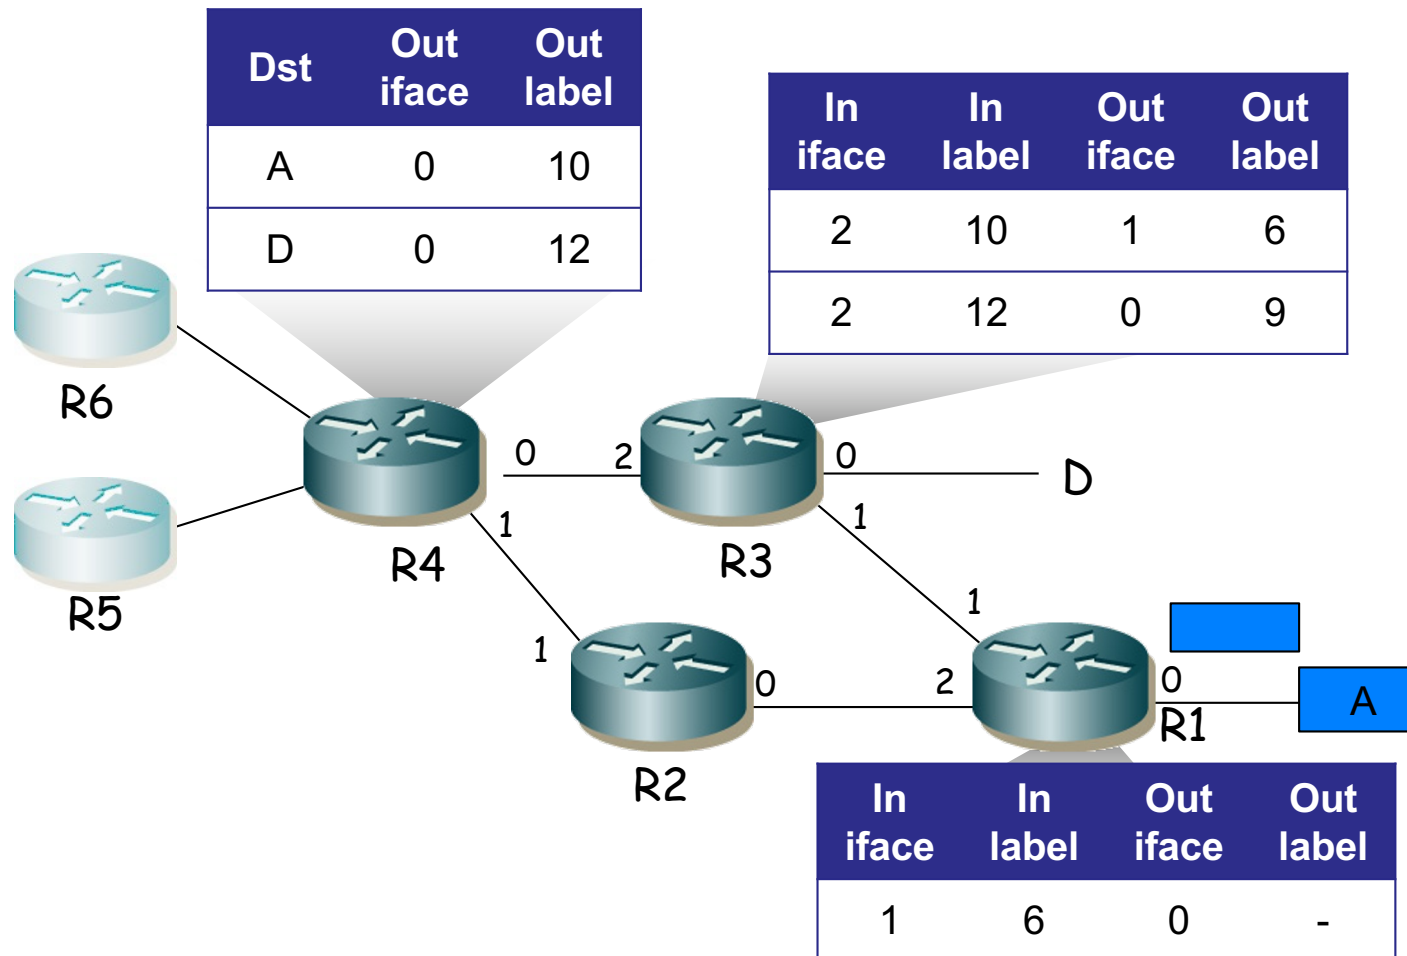 Dst Out iface Out label
A 0 10
D 0 12
In iface In label Out iface Out label
2 10 1 6
2 12 0 9
R6
0 2 0 D
1 1
R4 R3
R5
1
1 0 2 0 A
R1
R2
In iface In label Out iface Out label
1 6 0 -